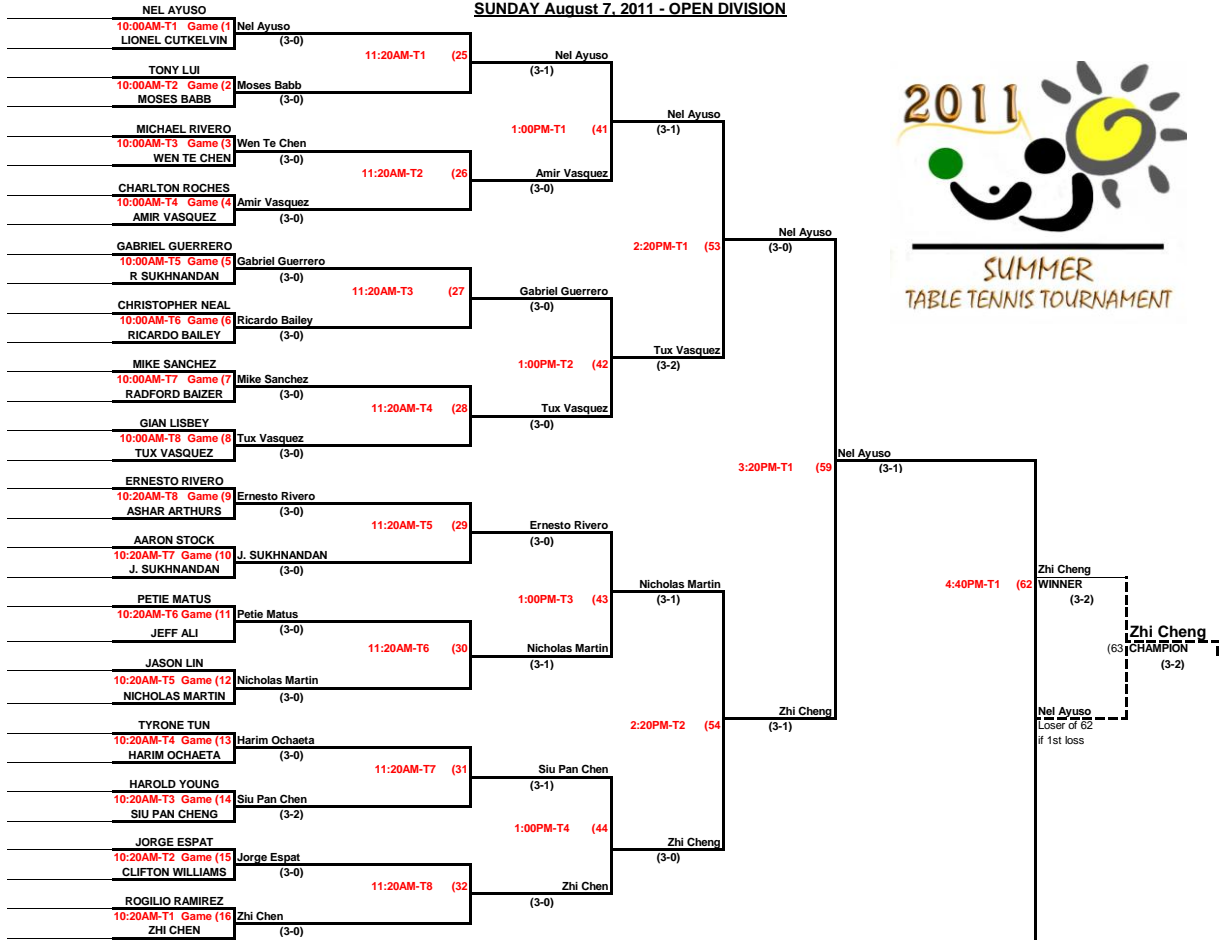 SUNDAY August 7, 2011 - OPEN DIVISION
NEL AYUSO
10:00AM-T1 Game (1
LIONEL CUTKELVIN
TONY LUI
10:00AM-T2 Game (2
MOSES BABB
MICHAEL RIVERO
10:00AM-T3 Game (3
WEN TE CHEN
CHARLTON ROCHES
10:00AM-T4 Game (4
AMIR VASQUEZ
GABRIEL GUERRERO
10:00AM-T5 Game (5
R SUKHNANDAN
CHRISTOPHER NEAL
10:00AM-T6 Game (6
RICARDO BAILEY
MIKE SANCHEZ
10:00AM-T7 Game (7
RADFORD BAIZER
GIAN LISBEY
10:00AM-T8 Game (8
TUX VASQUEZ
ERNESTO RIVERO
10:20AM-T8 Game (9
ASHAR ARTHURS
AARON STOCK
10:20AM-T7 Game (10
J. SUKHNANDAN
PETIE MATUS
10:20AM-T6 Game (11
JEFF ALI
JASON LIN
10:20AM-T5 Game (12
NICHOLAS MARTIN
TYRONE TUN
10:20AM-T4 Game (13
HARIM OCHAETA
HAROLD YOUNG
10:20AM-T3 Game (14
SIU PAN CHENG
JORGE ESPAT
10:20AM-T2 Game (15
CLIFTON WILLIAMS
ROGILIO RAMIREZ
10:20AM-T1 Game (16
ZHI CHEN
Nel Ayuso
(3-0)
Moses Babb
(3-0)
Wen Te Chen
(3-0)
Amir Vasquez
(3-0)
Gabriel Guerrero
(3-0)
Ricardo Bailey
(3-0)
Mike Sanchez
(3-0)
Tux Vasquez
(3-0)
Ernesto Rivero
(3-0)
J. SUKHNANDAN
(3-0)
Petie Matus
(3-0)
Nicholas Martin
(3-0)
Harim Ochaeta
(3-0)
Siu Pan Chen
(3-2)
Jorge Espat
(3-0)
Zhi Chen
(3-0)
11:20AM-T1 (25
11:20AM-T2 (26
11:20AM-T3 (27
11:20AM-T4 (28
11:20AM-T5 (29
11:20AM-T6 (30
11:20AM-T7 (31
11:20AM-T8 (32
Nel Ayuso
(3-1)
1:00PM-T1 (41
Amir Vasquez
(3-0)
Gabriel Guerrero
(3-0)
1:00PM-T2 (42
Tux Vasquez
(3-0)
Ernesto Rivero
(3-0)
1:00PM-T3 (43
Nicholas Martin
(3-1)
Siu Pan Chen
(3-1)
1:00PM-T4 (44
Zhi Chen
(3-0)
Nel Ayuso
(3-1)
2:20PM-T1 (53
Tux Vasquez
(3-2)
Nicholas Martin
(3-1)
2:20PM-T2 (54
Zhi Cheng
(3-0)
Nel Ayuso
(3-0)
3:20PM-T1 (59
Zhi Cheng
(3-1)
Nel Ayuso
(3-1)
4:40PM-T1 (62
Zhi Cheng
WINNER
(3-2)
Zhi Cheng
(63 CHAMPION
(3-2)
Nel Ayuso
Loser of 62
if 1st loss
2011
SUMMER
TABLE TENNIS TOURNAMENT